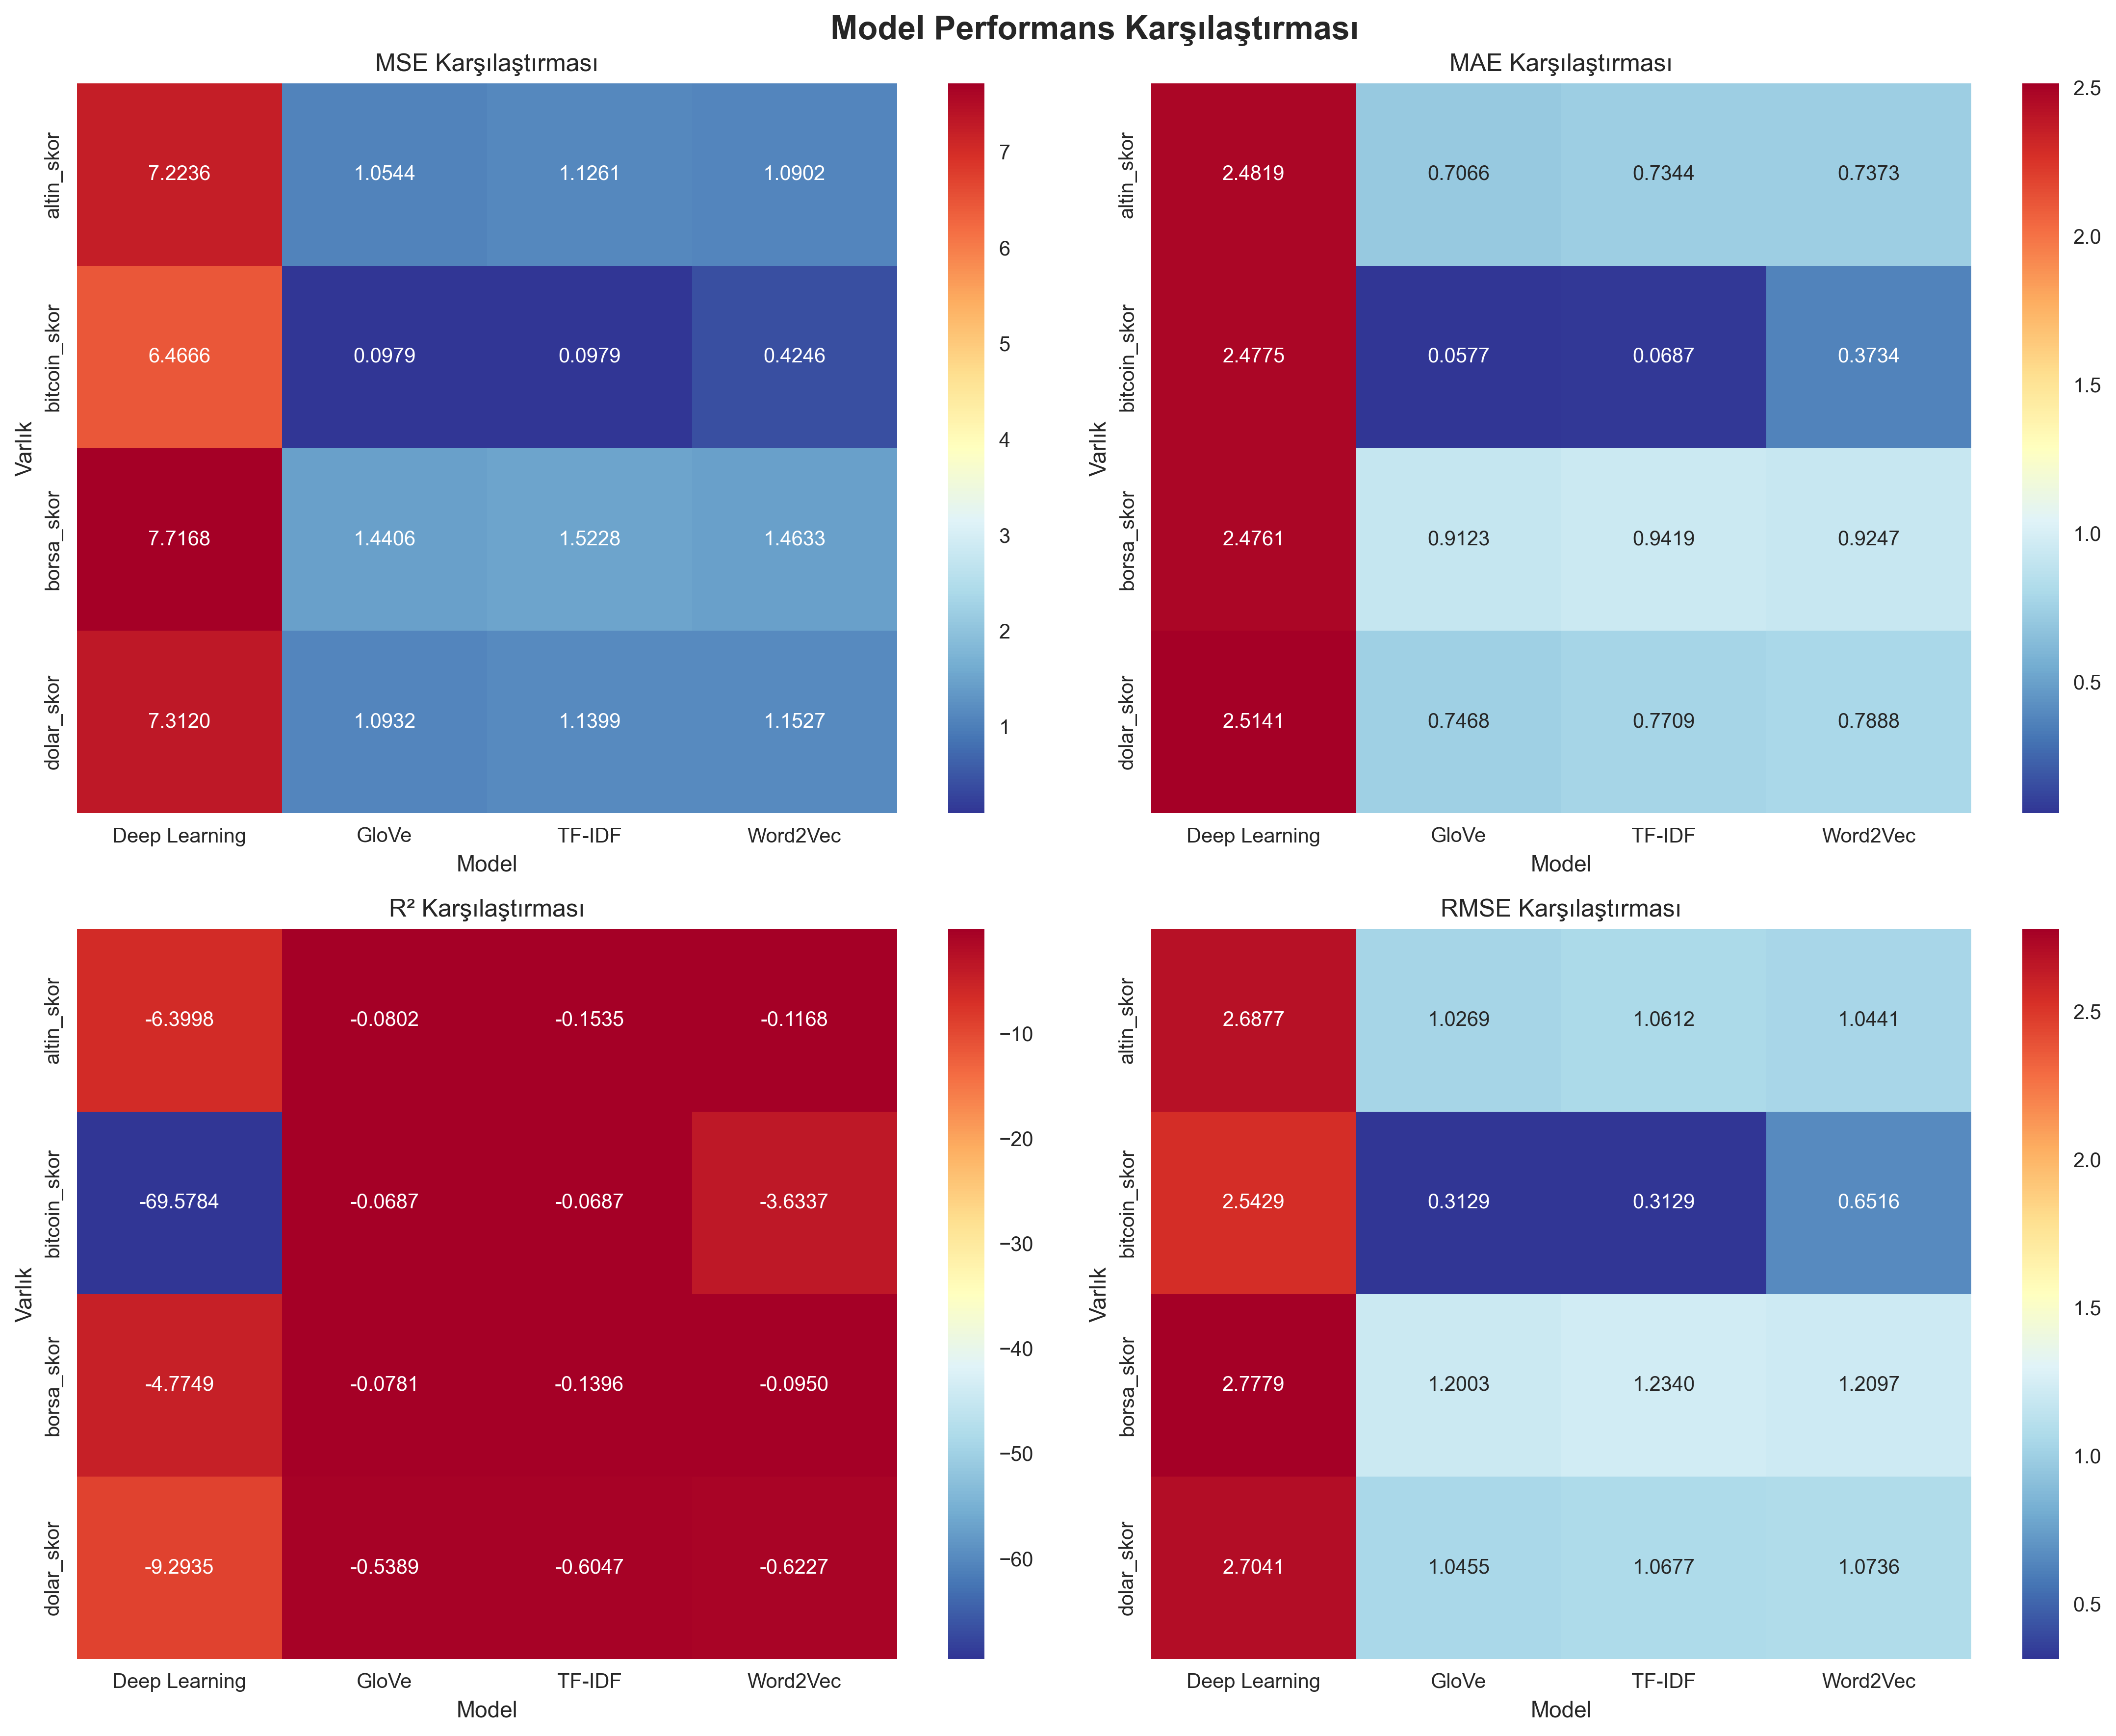 Model Performans Karşılaştırması
MSE Karşılaştırması
altin_skor
bitcoin_skor
borsa_skor
dolar_skor
Varlık
7.2236 1.0544 1.1261 1.0902
6.4666 0.0979 0.0979 0.4246
7.7168 1.4406 1.5228 1.4633
7.3120 1.0932 1.1399 1.1527
Deep Learning GloVe TF-IDF Word2Vec
Model
7
6
5
4
3
2
1
MAE Karşılaştırması
altin_skor
bitcoin_skor
borsa_skor
dolar_skor
Varlık
2.4819 0.7066 0.7344 0.7373
2.4775 0.0577 0.0687 0.3734
2.4761 0.9123 0.9419 0.9247
2.5141 0.7468 0.7709 0.7888
Deep Learning GloVe TF-IDF Word2Vec
Model
2.5
2.0
1.5
1.0
0.5
R² Karşılaştırması
altin_skor
bitcoin_skor
borsa_skor
dolar_skor
Varlık
-6.3998 -0.0802 -0.1535 -0.1168
-69.5784 -0.0687 -0.0687 -3.6337
-4.7749 -0.0781 -0.1396 -0.0950
-9.2935 -0.5389 -0.6047 -0.6227
Deep Learning GloVe TF-IDF Word2Vec
Model
−10
−20
−30
−40
−50
−60
RMSE Karşılaştırması
altin_skor
bitcoin_skor
borsa_skor
dolar_skor
Varlık
2.6877 1.0269 1.0612 1.0441
2.5429 0.3129 0.3129 0.6516
2.7779 1.2003 1.2340 1.2097
2.7041 1.0455 1.0677 1.0736
Deep Learning GloVe TF-IDF Word2Vec
Model
2.5
2.0
1.5
1.0
0.5